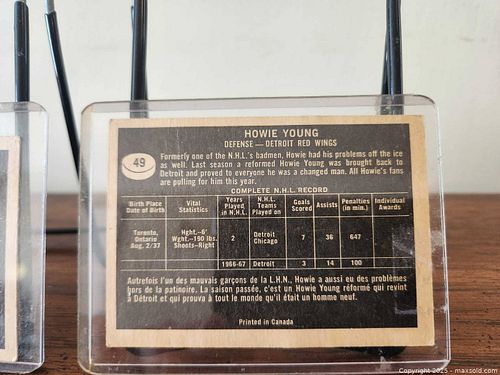 HOWIE YOUNG
DEFENSE — DETROIT RED WINGS
49
Formerly one of the N.H.L.'s badmen, Howie had his problems off the ice
as well. Last season a reformed Howie Young was brought back to
Detroit and proved to everyone he was a changed man. All Howie's fans
are pulling for him this year.
COMPLETE N.H.L. RECORD
Birth Place Date of Birth | Vital Statistics | Years Played in N.H.L. | N.H.L. Teams Played on | Goals Scored | Assists | Penalties (in min.) | Individual Awards
Toronto, Ontario Aug. 2/37 | Hght.-6' Wght.-190 lbs. Shoots-Right | 2 | Detroit Chicago | 7 | 36 | 647
1966-67 | Detroit | 3 | 14 | 100
Autrefois l'un des mauvais garçons de la L.H.N., Howie a aussi eu des problèmes
hors de la patinoire. La saison passée, c'est un Howie Young réformé qui revint
à Détroit et qui prouva à tout le monde qu'il était un homme neuf.
Printed in Canada
Copyright 2025 - maxsold.com